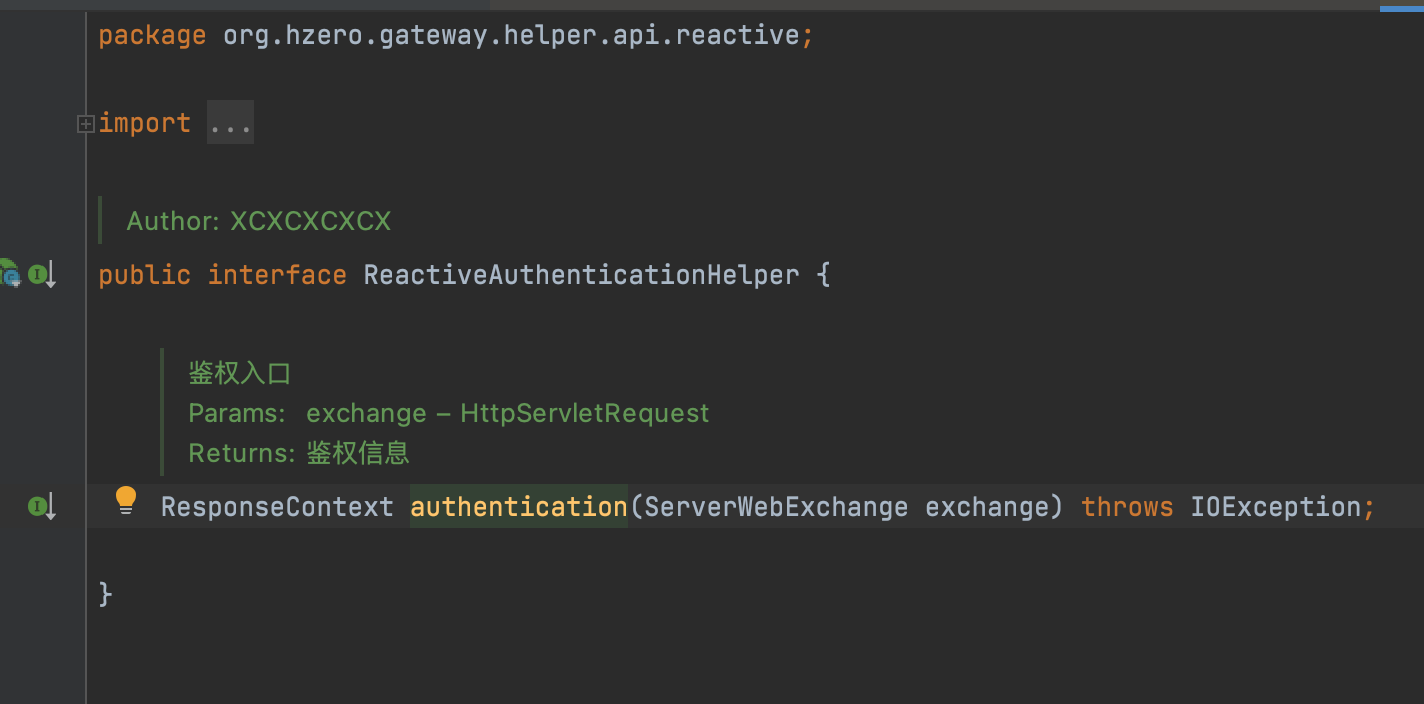 package org.hzero.gateway.helper.api.reactive;
import ...
Author: XCXCXCXCX
public interface ReactiveAuthenticationHelper {
鉴权入口
Params: exchange – HttpServletRequest
Returns: 鉴权信息
ResponseContext authentication(ServerWebExchange exchange) throws IOException;
}